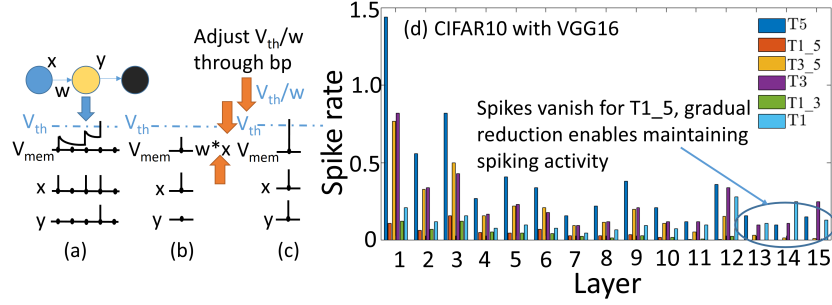 x
y
w
V_th
V_mem
x
y
(a)
V_mem
x
y
(b)
w*x
Adjust V_th/w
through bp
V_th/w
V_th
V_mem
x
y
(c)
(d) CIFAR10 with VGG16
Spike rate
1.5
1.0
0.5
0
T5
T1_5
T3_5
T3
T1_3
T1
Spikes vanish for T1_5, gradual
reduction enables maintaining
spiking activity
1 2 3 4 5 6 7 8 9 10 11 12 13 14 15
Layer